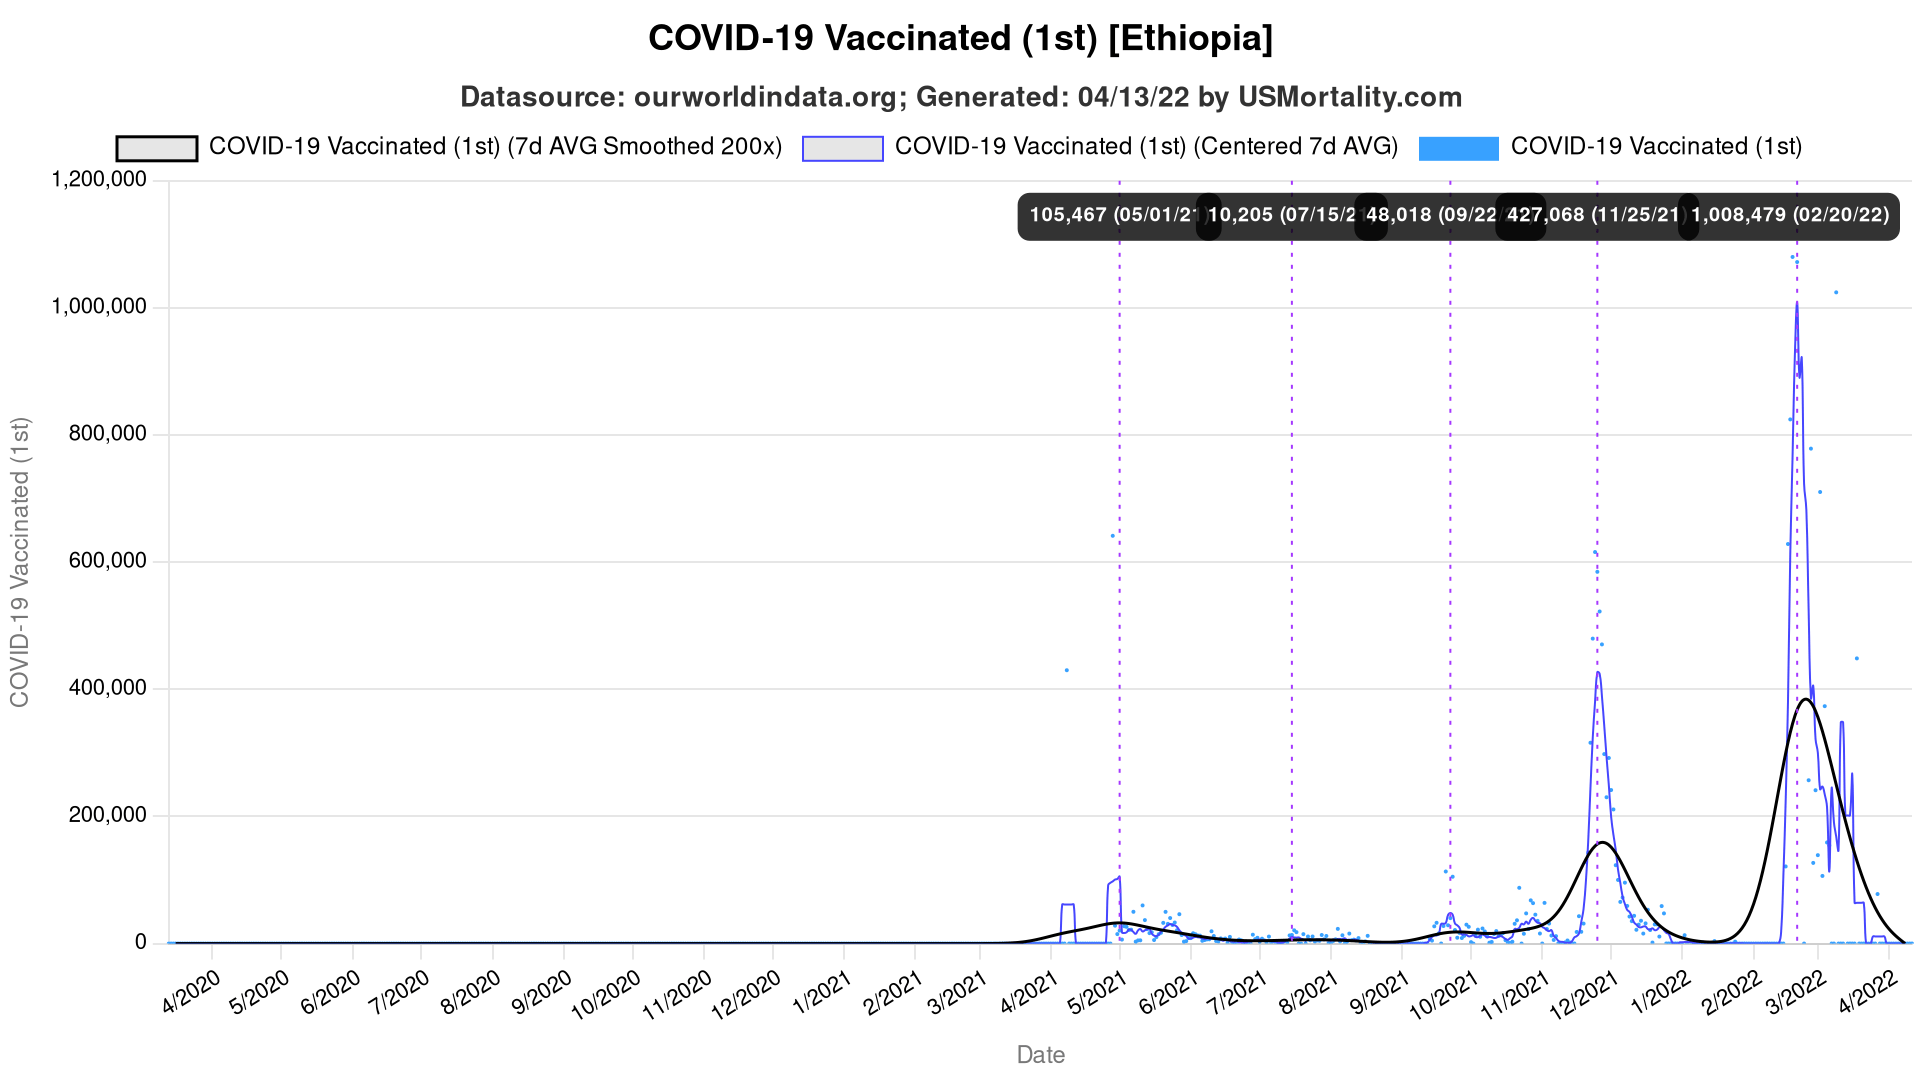 COVID-19 Vaccinated (1st) [Ethiopia]
Datasource: ourworldindata.org; Generated: 04/13/22 by USMortality.com
COVID-19 Vaccinated (1st) (7d AVG Smoothed 200x) COVID-19 Vaccinated (1st) (Centered 7d AVG) COVID-19 Vaccinated (1st)
1,200,000
105,467 (05/01/21) 10,205 (07/15/21) 48,018 (09/22/21) 427,068 (11/25/21) 1,008,479 (02/20/22)
1,000,000
800,000
600,000
400,000
200,000
0
COVID-19 Vaccinated (1st)
4/2020 5/2020 6/2020 7/2020 8/2020 9/2020 10/2020 11/2020 12/2020 1/2021 2/2021 3/2021 4/2021 5/2021 6/2021 7/2021 8/2021 9/2021 10/2021 11/2021 12/2021 1/2022 2/2022 3/2022 4/2022
Date